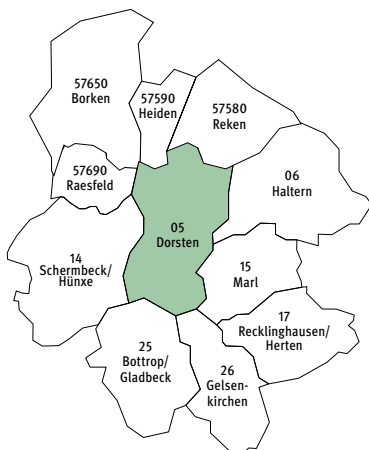 57650
Borken
57590
Heiden
57580
Reken
57690
Raesfeld
06
Haltern
05
Dorsten
14
Schermbeck/
Hünxe
15
Marl
17
Recklinghausen/
Herten
25
Bottrop/
Gladbeck
26
Gelsen-
kirchen